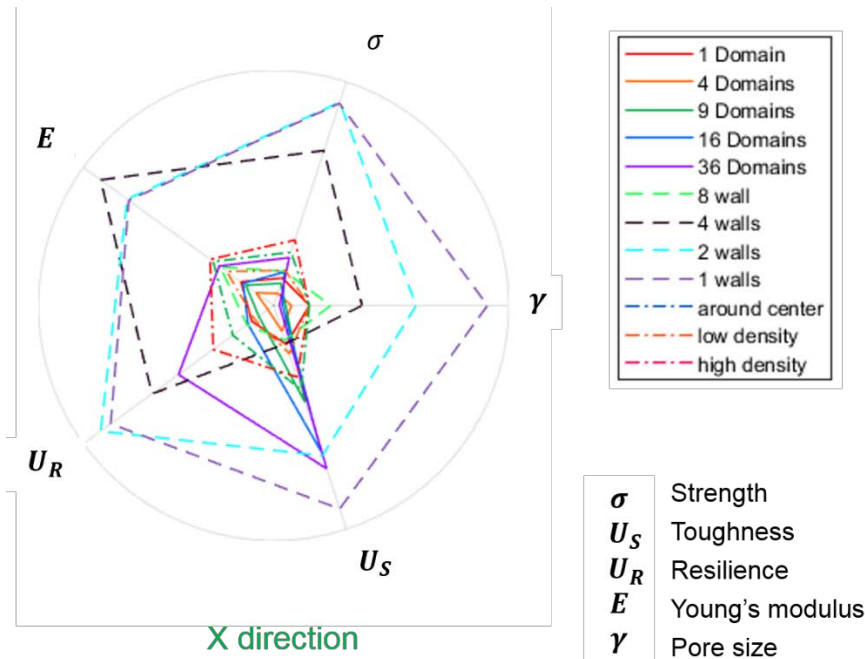 σ
E
γ
U_R
U_S
X direction
1 Domain
4 Domains
9 Domains
16 Domains
36 Domains
8 wall
4 walls
2 walls
1 walls
around center
low density
high density
σ Strength
U_S Toughness
U_R Resilience
E Young's modulus
γ Pore size